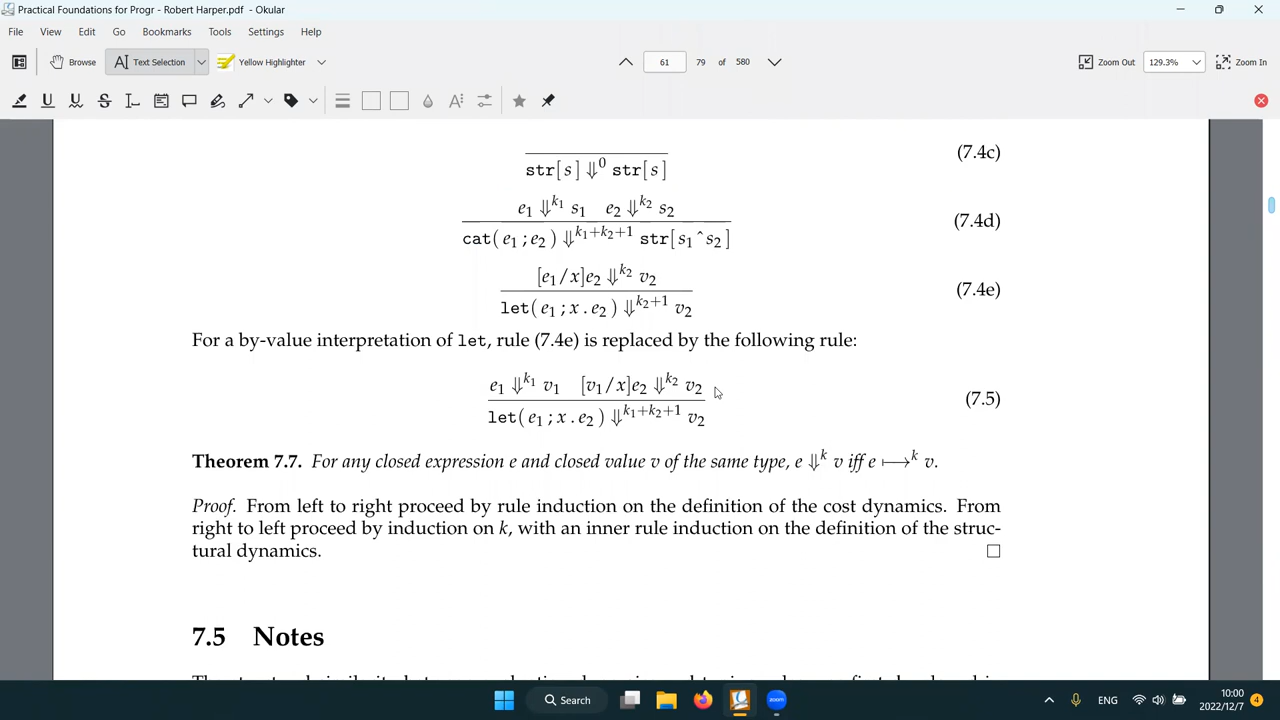 Practical Foundations for Progr - Robert Harper.pdf - Okular
File View Edit Go Bookmarks Tools Settings Help
Browse Text Selection Yellow Highlighter 61 79 of 580 Zoom Out 129.3% Zoom In
str[s] ⇓⁰ str[s] (7.4c)
e₁ ⇓^{k₁} s₁ e₂ ⇓^{k₂} s₂
cat(e₁;e₂) ⇓^{k₁+k₂+1} str[s₁^s₂] (7.4d)
[e₁/x]e₂ ⇓^{k₂} v₂
let(e₁;x.e₂) ⇓^{k₂+1} v₂ (7.4e)
For a by-value interpretation of let, rule (7.4e) is replaced by the following rule:
e₁ ⇓^{k₁} v₁ [v₁/x]e₂ ⇓^{k₂} v₂
let(e₁;x.e₂) ⇓^{k₁+k₂+1} v₂ (7.5)
Theorem 7.7. For any closed expression e and closed value v of the same type, e ⇓^k v iff e ⟼^k v.
Proof. From left to right proceed by rule induction on the definition of the cost dynamics. From
right to left proceed by induction on k, with an inner rule induction on the definition of the struc-
tural dynamics. □
7.5 Notes
Search ENG 10:00
2022/12/7 4
zoom